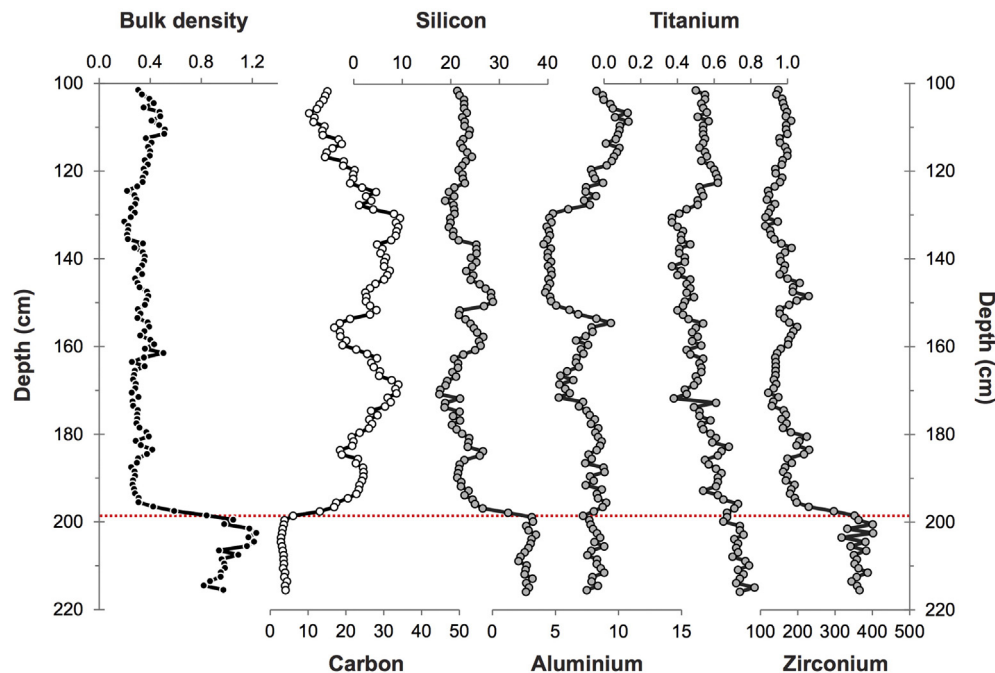 Bulk density Silicon Titanium
0.0 0.4 0.8 1.2 0 10 20 30 40 0.0 0.2 0.4 0.6 0.8 1.0
100 100
120 120
140 140
160 160
180 180
200 200
220 220
Depth (cm)
Depth (cm)
0 10 20 30 40 50 0 5 10 15 100 200 300 400 500
Carbon Aluminium Zirconium